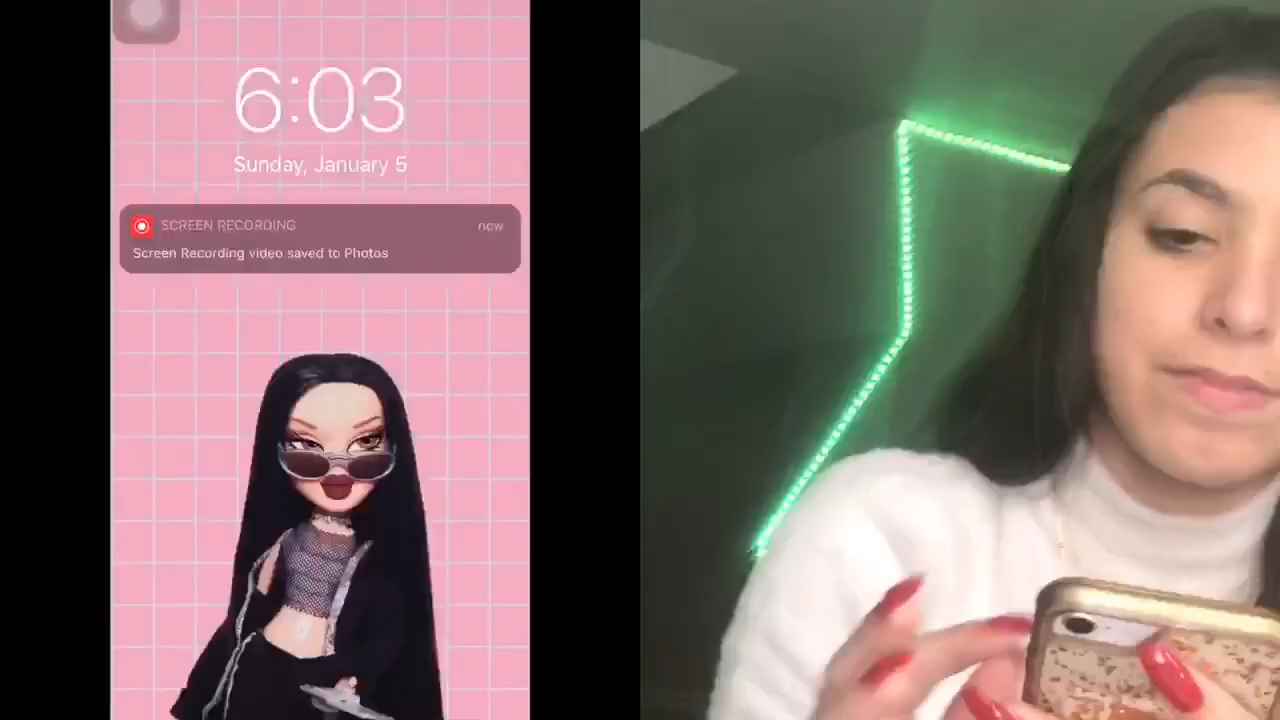 6:03
Sunday, January 5
SCREEN RECORDING now
Screen Recording video saved to Photos